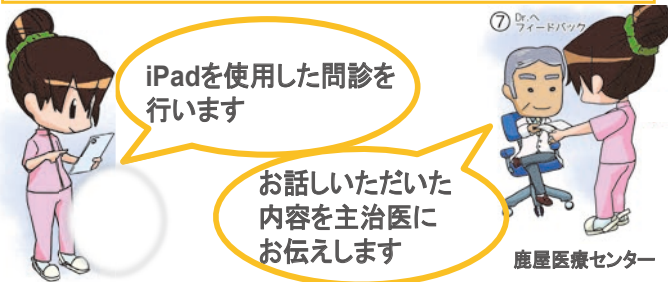 iPadを使用した問診を
行います
⑦ Dr.へ
フィードバック
お話しいただいた
内容を主治医に
お伝えします
鹿屋医療センター